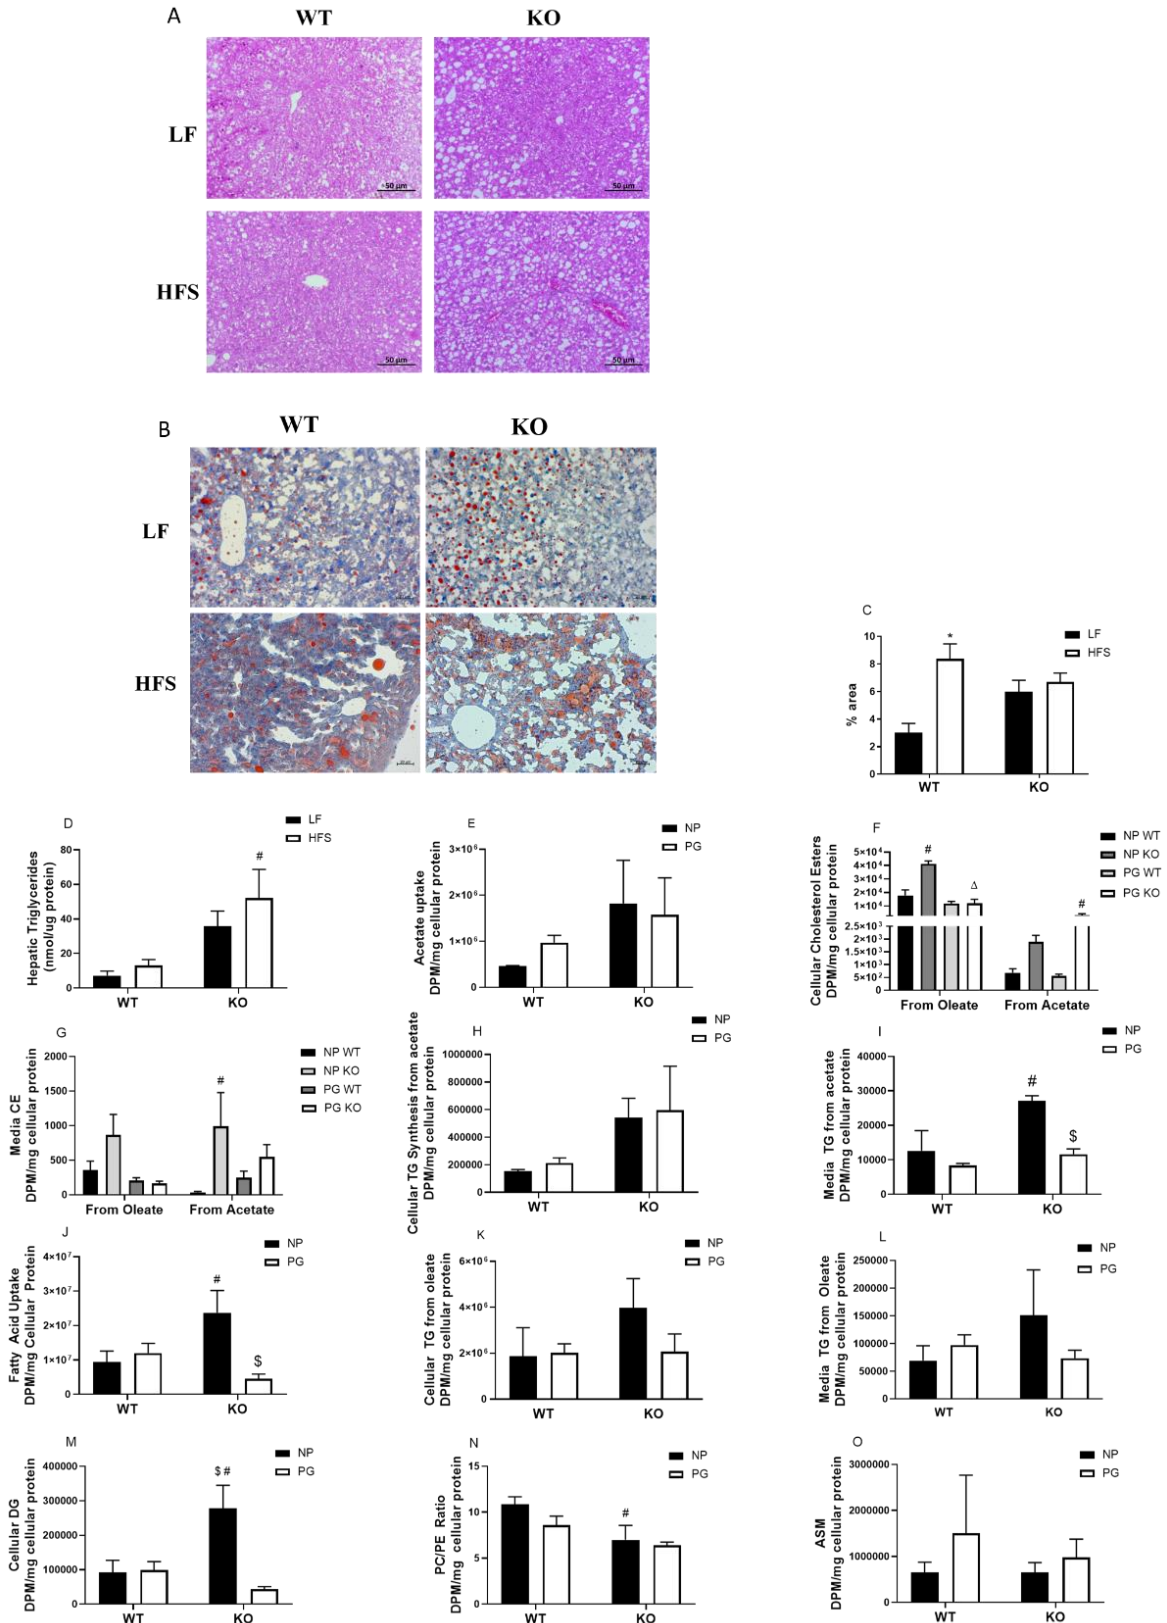 A
WT
KO
LF
50 µm
50 µm
HFS
50 µm
50 µm
B
WT
KO
LF
HFS
C
LF
HFS
*
% area
10
8
6
4
2
0
WT
KO
D
LF
HFS
#
Hepatic Triglycerides
(nmol/ug protein)
80
60
40
20
0
WT
KO
E
NP
PG
Acetate uptake
DPM/mg cellular protein
3×10⁶
2×10⁶
1×10⁶
0
WT
KO
F
NP WT
NP KO
PG WT
PG KO
#
Δ
#
Cellular Cholesterol Esters
DPM/mg cellular protein
5×10⁴
4×10⁴
3×10⁴
2×10⁴
1×10⁴
2.5×10³
2×10³
1.5×10³
1×10³
5×10²
0
From Oleate
From Acetate
G
NP WT
NP KO
PG WT
PG KO
#
Media CE
DPM/mg cellular protein
2000
1500
1000
500
0
From Oleate
From Acetate
H
NP
PG
Cellular TG Synthesis from acetate
DPM/mg cellular protein
1000000
800000
600000
400000
200000
0
WT
KO
I
NP
PG
#
$
Media TG from acetate
DPM/mg cellular protein
40000
30000
20000
10000
0
WT
KO
J
NP
PG
#
$
Fatty Acid Uptake
DPM/mg Cellular Protein
4×10⁷
3×10⁷
2×10⁷
1×10⁷
0
WT
KO
K
NP
PG
Cellular TG from oleate
DPM/mg cellular protein
6×10⁶
4×10⁶
2×10⁶
0
WT
KO
L
NP
PG
Media TG from Oleate
DPM/mg cellular protein
250000
200000
150000
100000
50000
0
WT
KO
M
NP
PG
$ #
Cellular DG
DPM/mg cellular protein
400000
300000
200000
100000
0
WT
KO
N
NP
PG
#
PC/PE Ratio
DPM/mg cellular protein
15
10
5
0
WT
KO
O
NP
PG
ASM
DPM/mg cellular protein
3000000
2000000
1000000
0
WT
KO